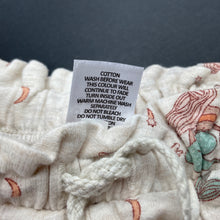 COTTON
WASH BEFORE WEAR
THIS COLOUR WILL
CONTINUE TO FADE
TURN INSIDE OUT
WARM MACHINE WASH
SEPARATELY
DO NOT BLEACH
DO NOT TUMBLE DRY